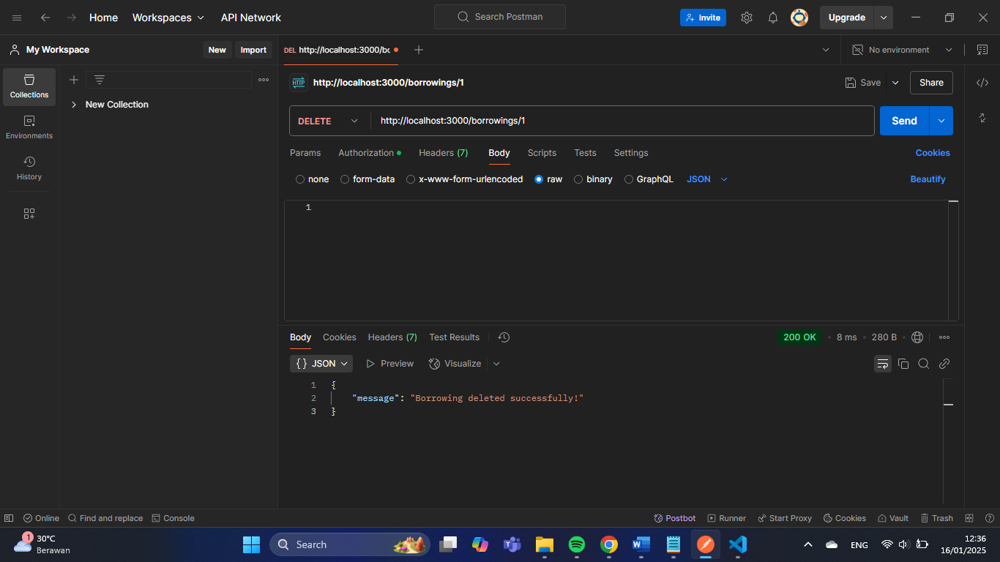 Home Workspaces API Network Search Postman Invite Upgrade
My Workspace New Import DEL http://localhost:3000/bc No environment
HTTP http://localhost:3000/borrowings/1 Save Share
Collections
New Collection
DELETE http://localhost:3000/borrowings/1 Send
Environments
Params Authorization Headers (7) Body Scripts Tests Settings Cookies
History
none form-data x-www-form-urlencoded raw binary GraphQL JSON Beautify
1
Body Cookies Headers (7) Test Results 200 OK 8 ms 280 B
{} JSON Preview Visualize
1 {
2 "message": "Borrowing deleted successfully!"
3 }
Online Find and replace Console Postbot Runner Start Proxy Cookies Vault Trash
1 30°C
Berawan
Search
ENG
12:36
16/01/2025